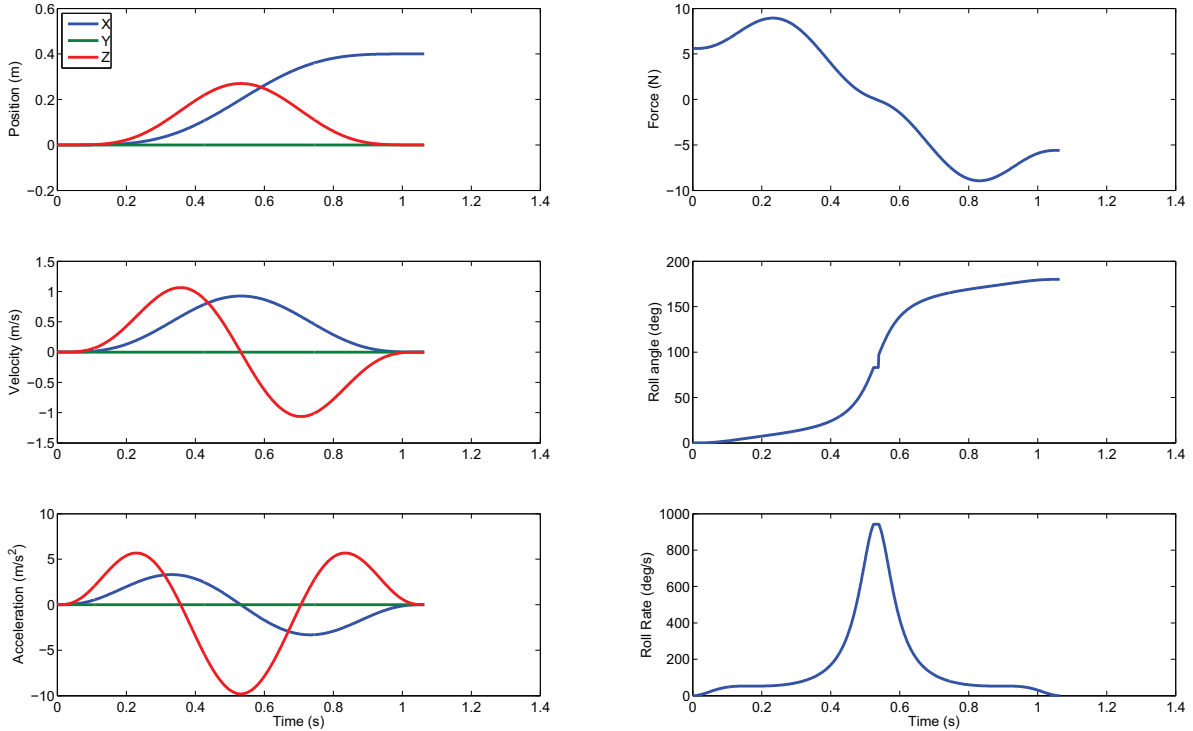 0.6
0.4
0.2
0
−0.2
Position (m)
X
Y
Z
0 0.2 0.4 0.6 0.8 1 1.2 1.4
10
5
0
−5
−10
Force (N)
0 0.2 0.4 0.6 0.8 1 1.2 1.4
1.5
1
0.5
0
−0.5
−1
−1.5
Velocity (m/s)
0 0.2 0.4 0.6 0.8 1 1.2 1.4
200
150
100
50
0
Roll angle (deg)
0 0.2 0.4 0.6 0.8 1 1.2 1.4
10
5
0
−5
−10
Acceleration (m/s²)
0 0.2 0.4 0.6 0.8 1 1.2 1.4
Time (s)
1000
800
600
400
200
0
Roll Rate (deg/s)
0 0.2 0.4 0.6 0.8 1 1.2 1.4
Time (s)